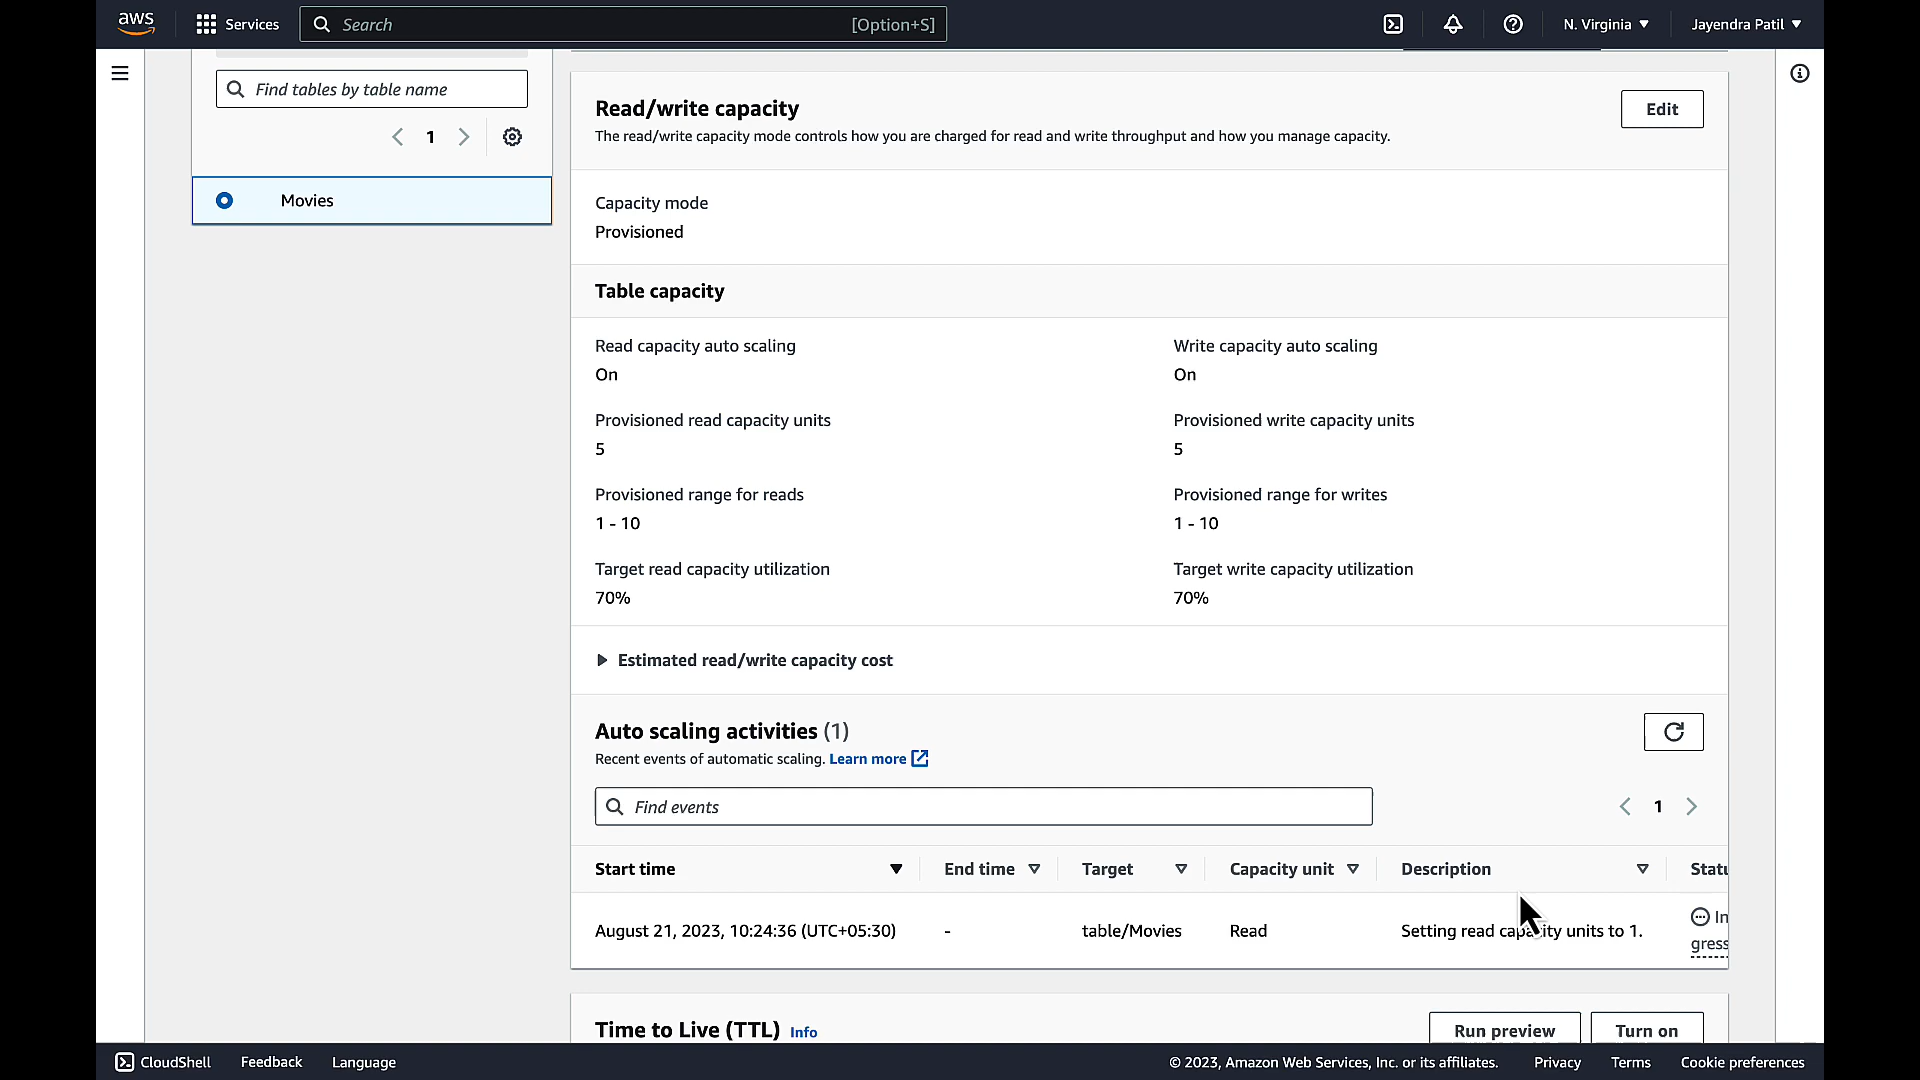 aws
Services
Search
[Option+S]
N. Virginia
Jayendra Patil
Find tables by table name
1
Movies
Read/write capacity
Edit
The read/write capacity mode controls how you are charged for read and write throughput and how you manage capacity.
Capacity mode
Provisioned
Table capacity
Read capacity auto scaling
Write capacity auto scaling
On
On
Provisioned read capacity units
Provisioned write capacity units
5
5
Provisioned range for reads
Provisioned range for writes
1 - 10
1 - 10
Target read capacity utilization
Target write capacity utilization
70%
70%
Estimated read/write capacity cost
Auto scaling activities (1)
Recent events of automatic scaling. Learn more
Find events
1
Start time
End time
Target
Capacity unit
Description
Statu
August 21, 2023, 10:24:36 (UTC+05:30)
-
table/Movies
Read
Setting read capacity units to 1.
In
gress
Time to Live (TTL) Info
Run preview
Turn on
CloudShell
Feedback
Language
© 2023, Amazon Web Services, Inc. or its affiliates.
Privacy
Terms
Cookie preferences